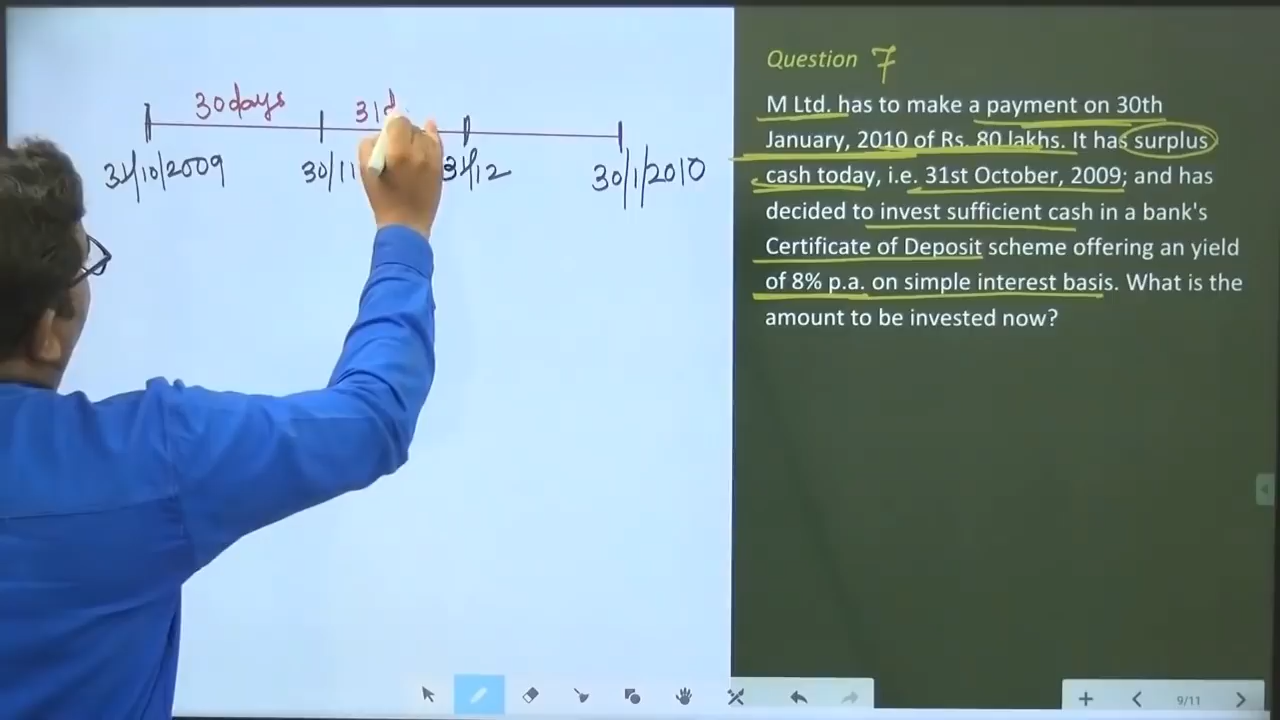 30days 31d
31/10/2009 30/11 31/12 30/1/2010
Question 7
M Ltd. has to make a payment on 30th
January, 2010 of Rs. 80 lakhs. It has surplus
cash today, i.e. 31st October, 2009; and has
decided to invest sufficient cash in a bank's
Certificate of Deposit scheme offering an yield
of 8% p.a. on simple interest basis. What is the
amount to be invested now?
9/11